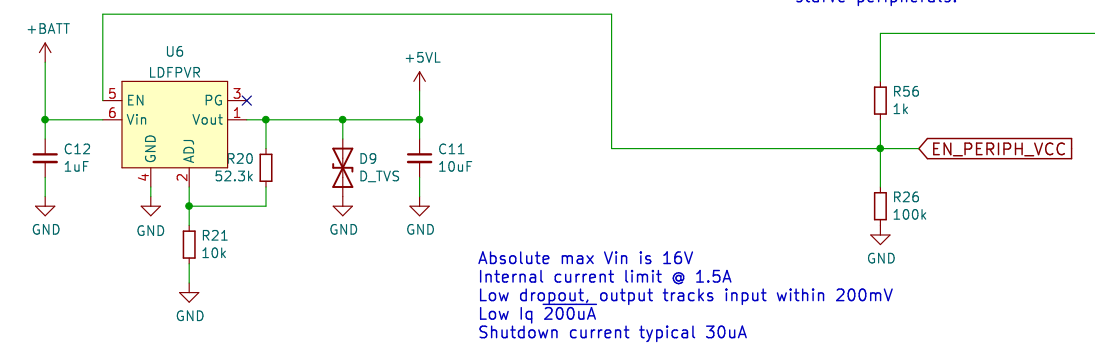 starve peripherals.
+BATT
U6
LDFPVR
+5VL
5 EN
PG 3
6 Vin
Vout 1
GND
ADJ
4
2
C12
1uF
R20
52.3k
D9
D_TVS
C11
10uF
GND
GND
GND
GND
R21
10k
GND
R56
1k
EN_PERIPH_VCC
R26
100k
GND
Absolute max Vin is 16V
Internal current limit @ 1.5A
Low dropout, output tracks input within 200mV
Low Iq 200uA
Shutdown current typical 30uA